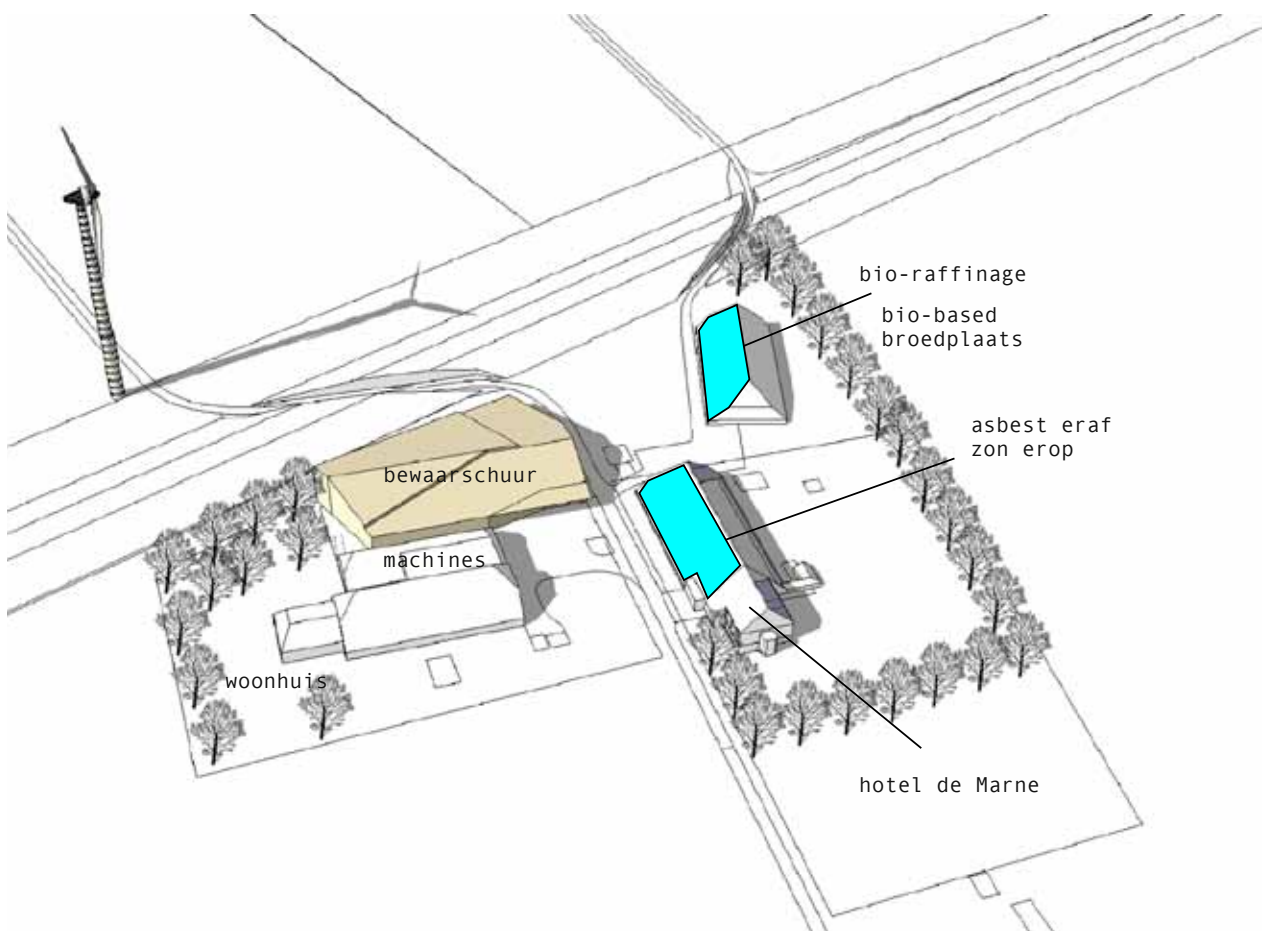 bio-raffinage
bio-based
broedplaats
asbest eraf
zon erop
bewaarschuur
machines
woonhuis
hotel de Marne